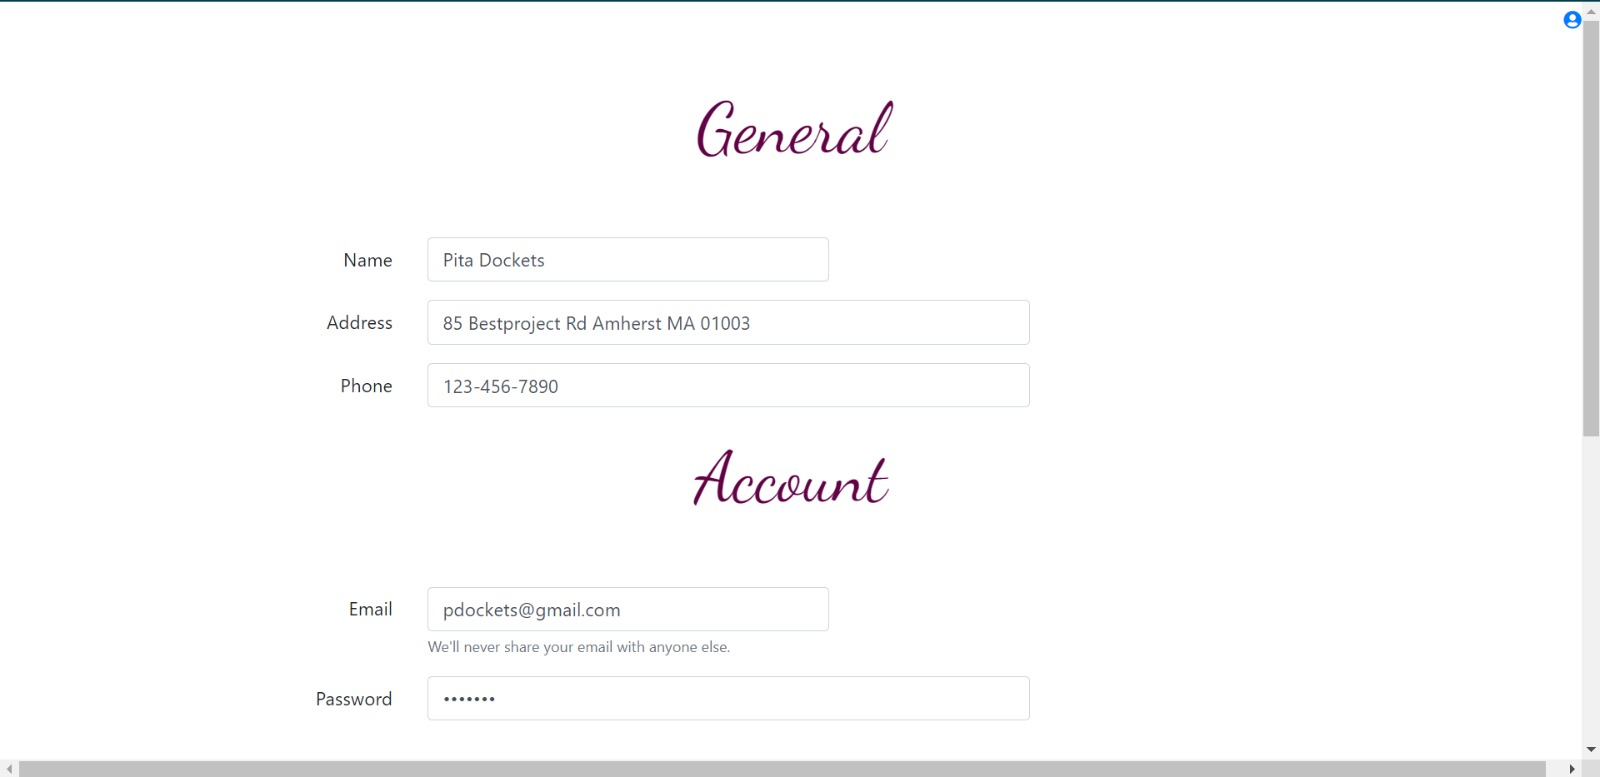 General
Name Pita Dockets
Address 85 Bestproject Rd Amherst MA 01003
Phone 123-456-7890
Account
Email pdockets@gmail.com
We'll never share your email with anyone else.
Password •••••••